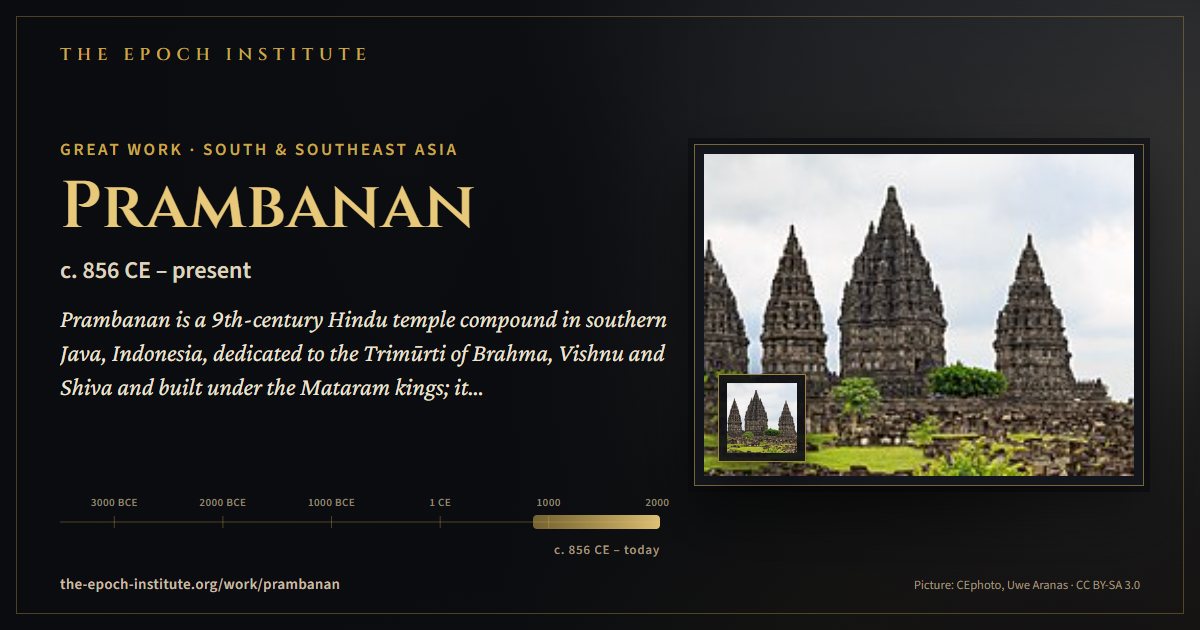 THE EPOCH INSTITUTE
GREAT WORK · SOUTH & SOUTHEAST ASIA
PRAMBANAN
c. 856 CE – present
Prambanan is a 9th-century Hindu temple compound in southern
Java, Indonesia, dedicated to the Trimūrti of Brahma, Vishnu and
Shiva and built under the Mataram kings; it...
3000 BCE 2000 BCE 1000 BCE 1 CE 1000 2000
c. 856 CE – today
the-epoch-institute.org/work/prambanan
Picture: CEphoto, Uwe Aranas · CC BY-SA 3.0